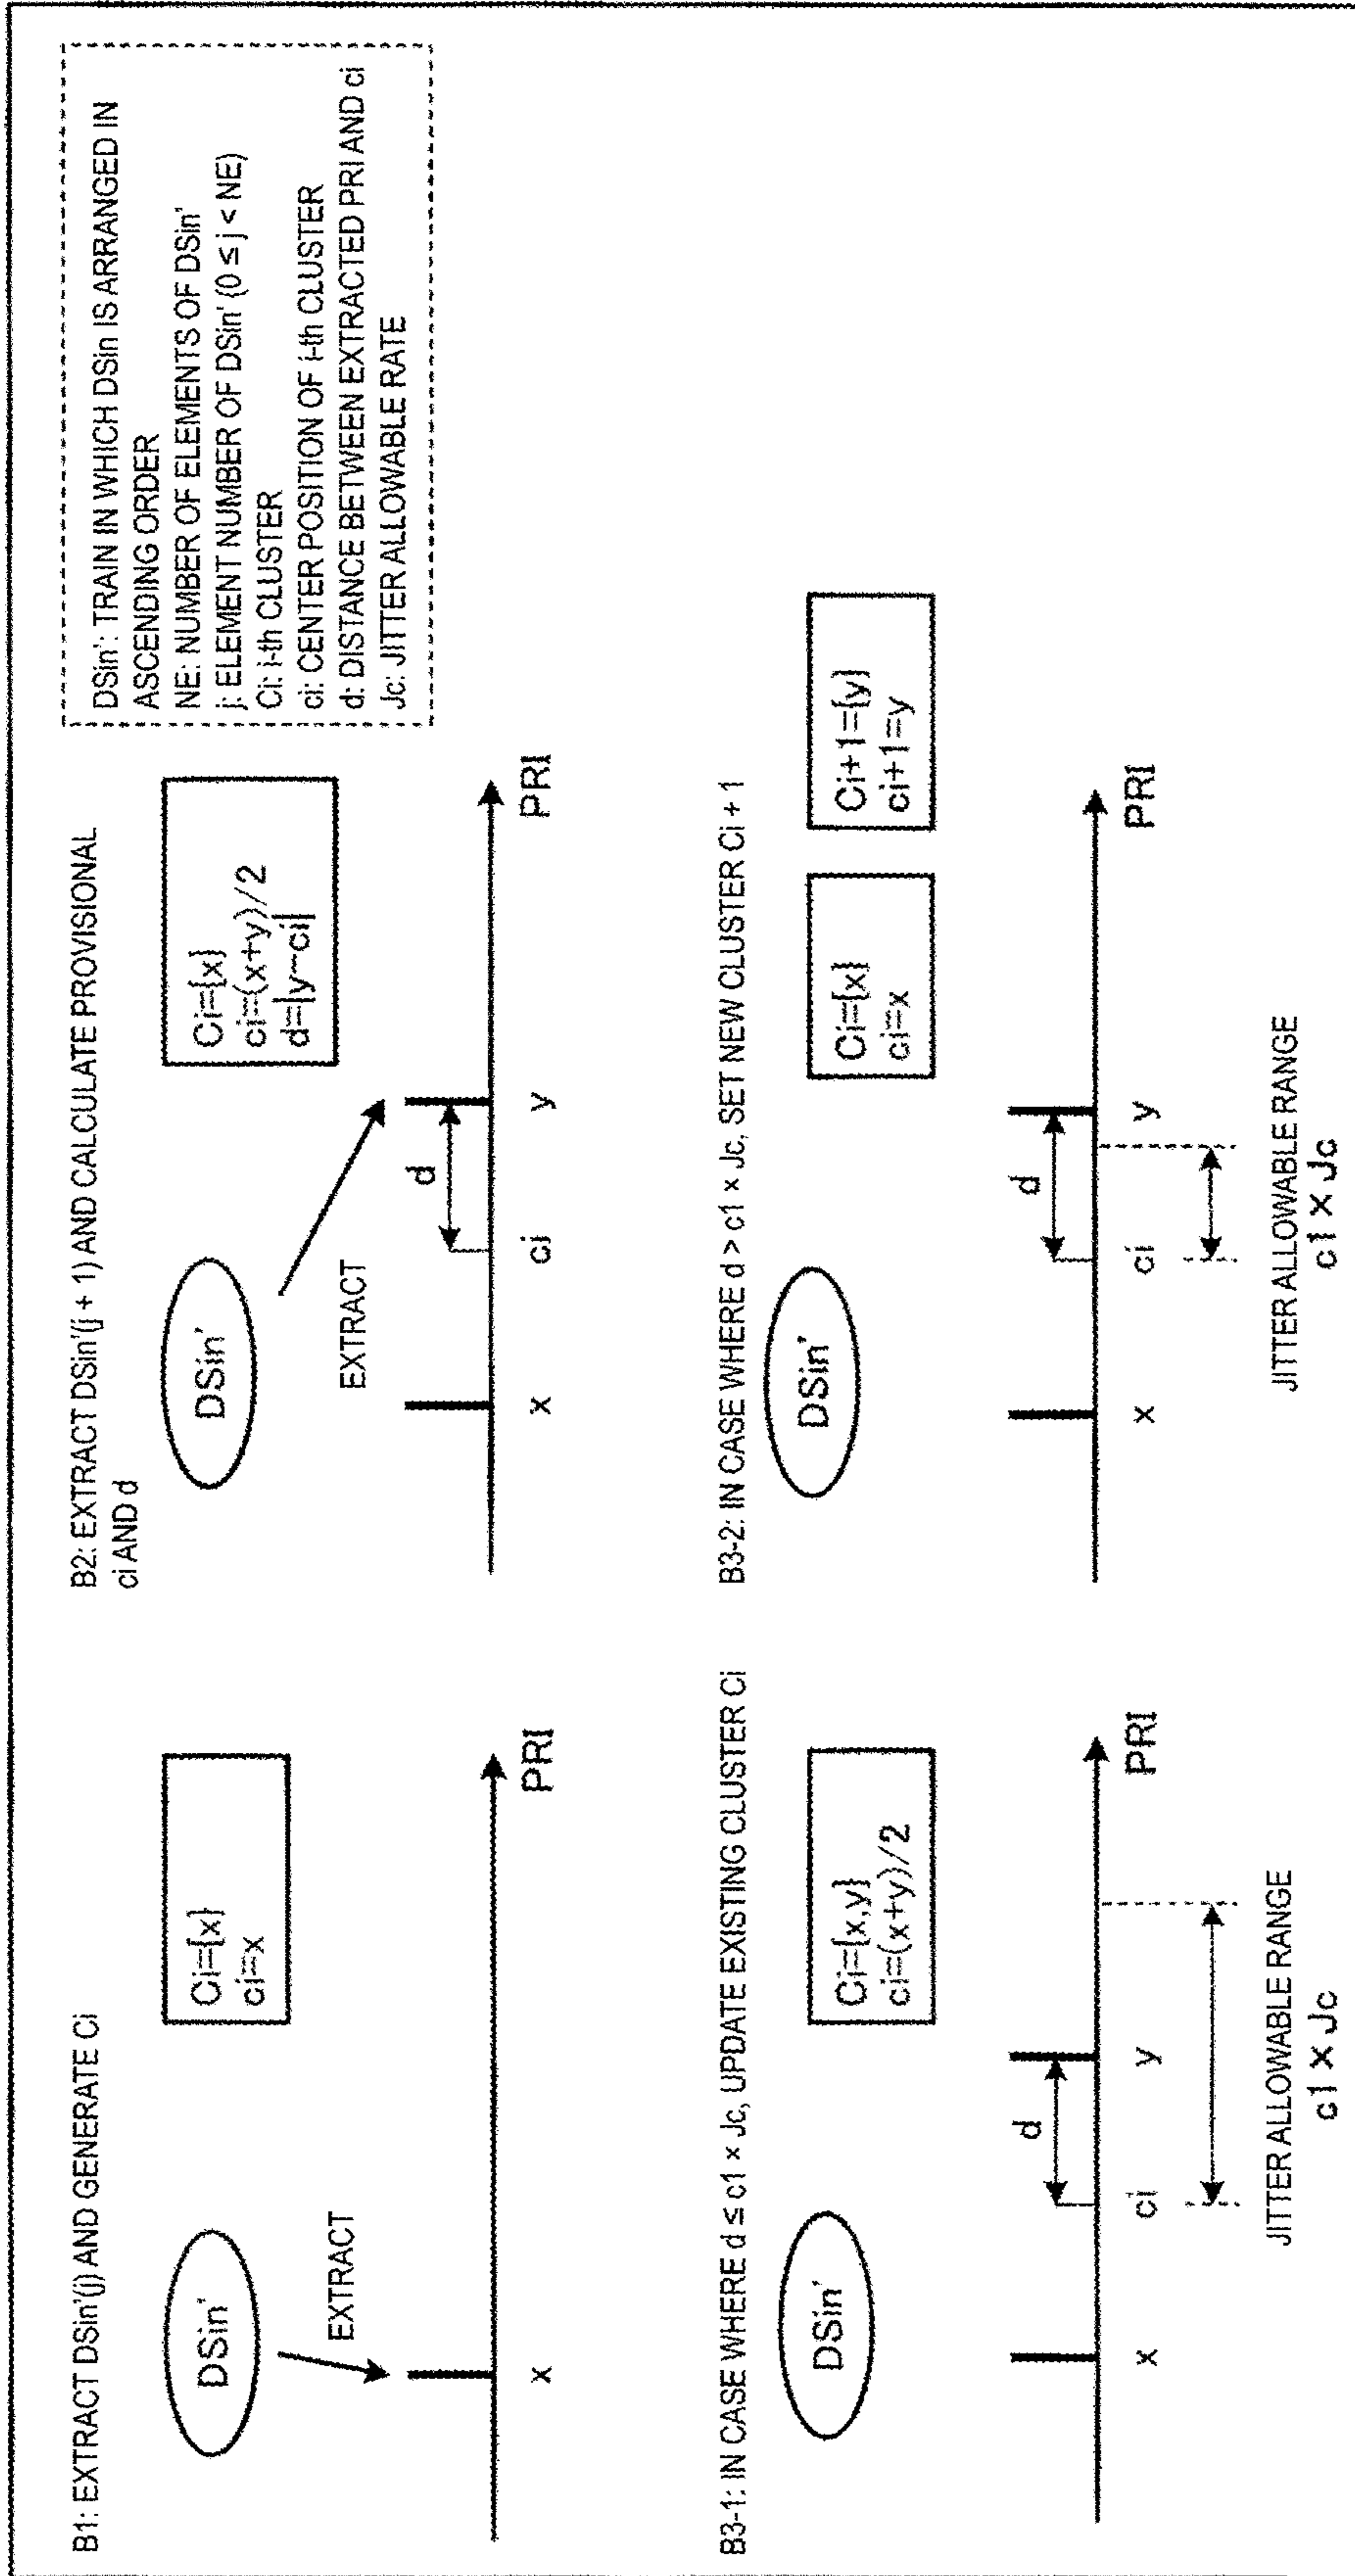 B1: EXTRACT DSin'(j) AND GENERATE Ci
DSin'
EXTRACT
Ci={x}
ci=x
x
PRI
B2: EXTRACT DSin'(j + 1) AND CALCULATE PROVISIONAL
ci AND d
DSin'
EXTRACT
Ci={x}
ci=(x+y)/2
d=|y-ci|
d
x
ci
y
PRI
DSin': TRAIN IN WHICH DSin IS ARRANGED IN
ASCENDING ORDER
NE: NUMBER OF ELEMENTS OF DSin'
j: ELEMENT NUMBER OF DSin' (0 ≤ j < NE)
Ci: i-th CLUSTER
ci: CENTER POSITION OF i-th CLUSTER
d: DISTANCE BETWEEN EXTRACTED PRI AND ci
Jc: JITTER ALLOWABLE RATE
B3-1: IN CASE WHERE d ≤ c1 × Jc, UPDATE EXISTING CLUSTER Ci
DSin'
Ci={x,y}
ci=(x+y)/2
d
x
ci
y
PRI
JITTER ALLOWABLE RANGE
c1 × Jc
B3-2: IN CASE WHERE d > c1 × Jc, SET NEW CLUSTER Ci + 1
DSin'
Ci={x}
ci=x
Ci+1={y}
ci+1=y
d
x
ci
y
PRI
JITTER ALLOWABLE RANGE
c1 × Jc